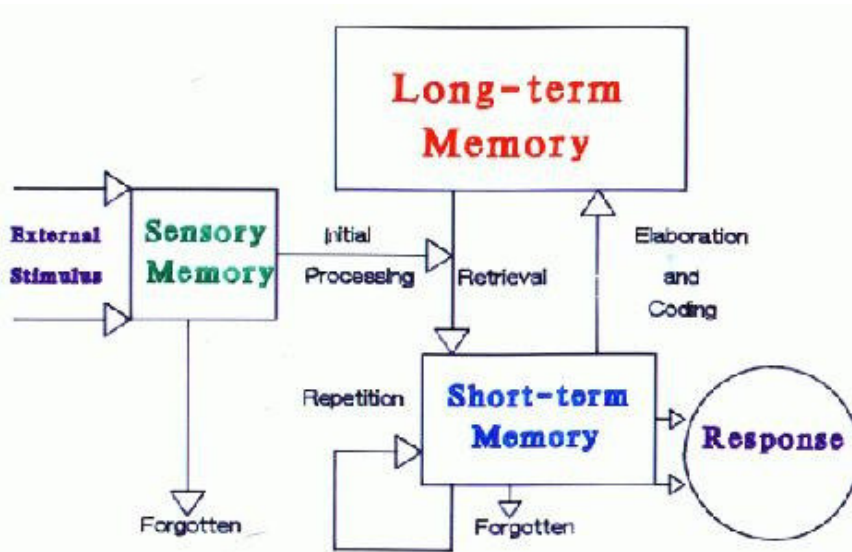 Long-term
Memory
External
Stimulus
Sensory
Memory
Initial
Processing
Retrieval
Elaboration
and
Coding
Repetition
Short-term
Memory
Response
Forgotten
Forgotten